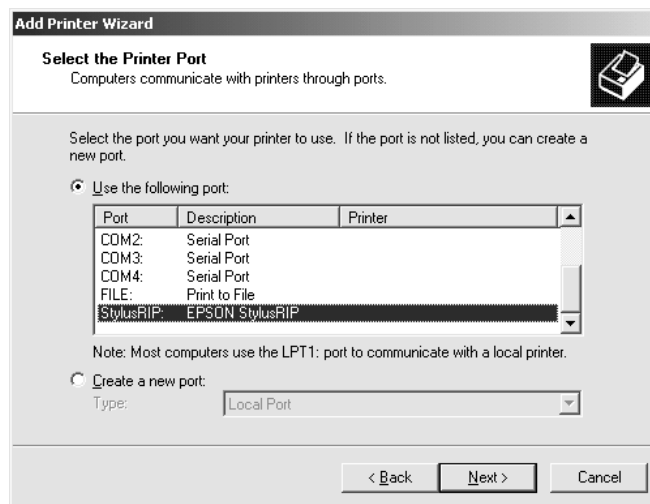 Add Printer Wizard
Select the Printer Port
Computers communicate with printers through ports.
Select the port you want your printer to use. If the port is not listed, you can create a
new port.
Use the following port:
Port Description Printer
COM2: Serial Port
COM3: Serial Port
COM4: Serial Port
FILE: Print to File
StylusRIP: EPSON StylusRIP
Note: Most computers use the LPT1: port to communicate with a local printer.
Create a new port:
Type: Local Port
< Back Next > Cancel